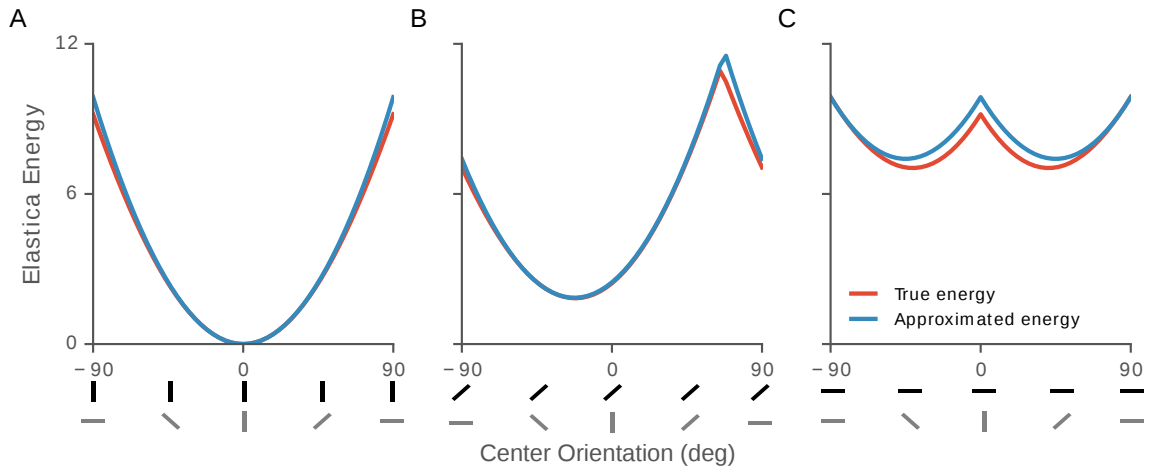 A
B
C
12
6
0
Elastica Energy
True energy
Approximated energy
−90 0 90
−90 0 90
−90 0 90
Center Orientation (deg)